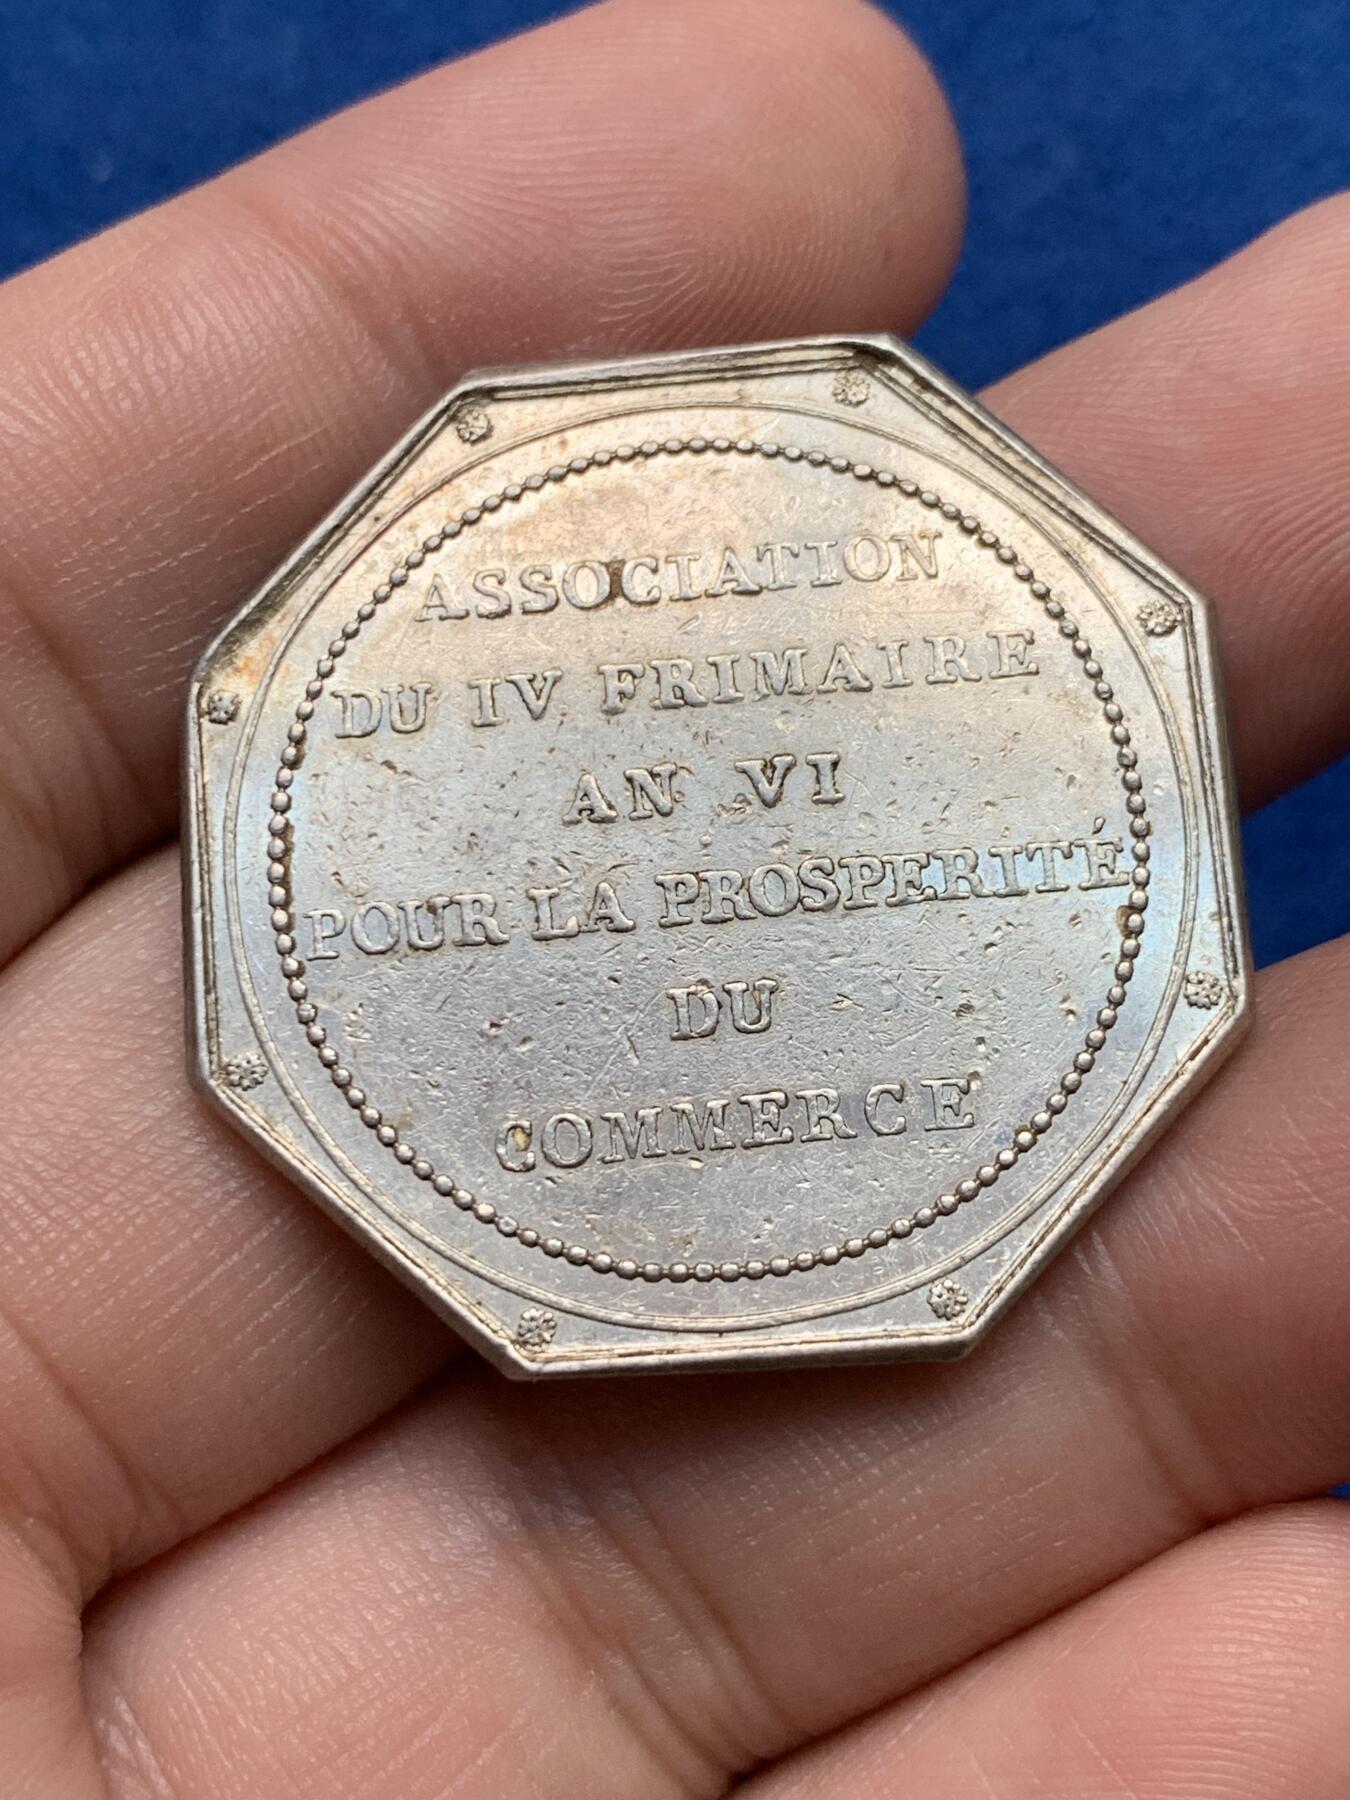 ASSOCIATION
DU IV FRIMAIRE
AN VI
POUR LA PROSPERITÉ
DU
COMMERCE